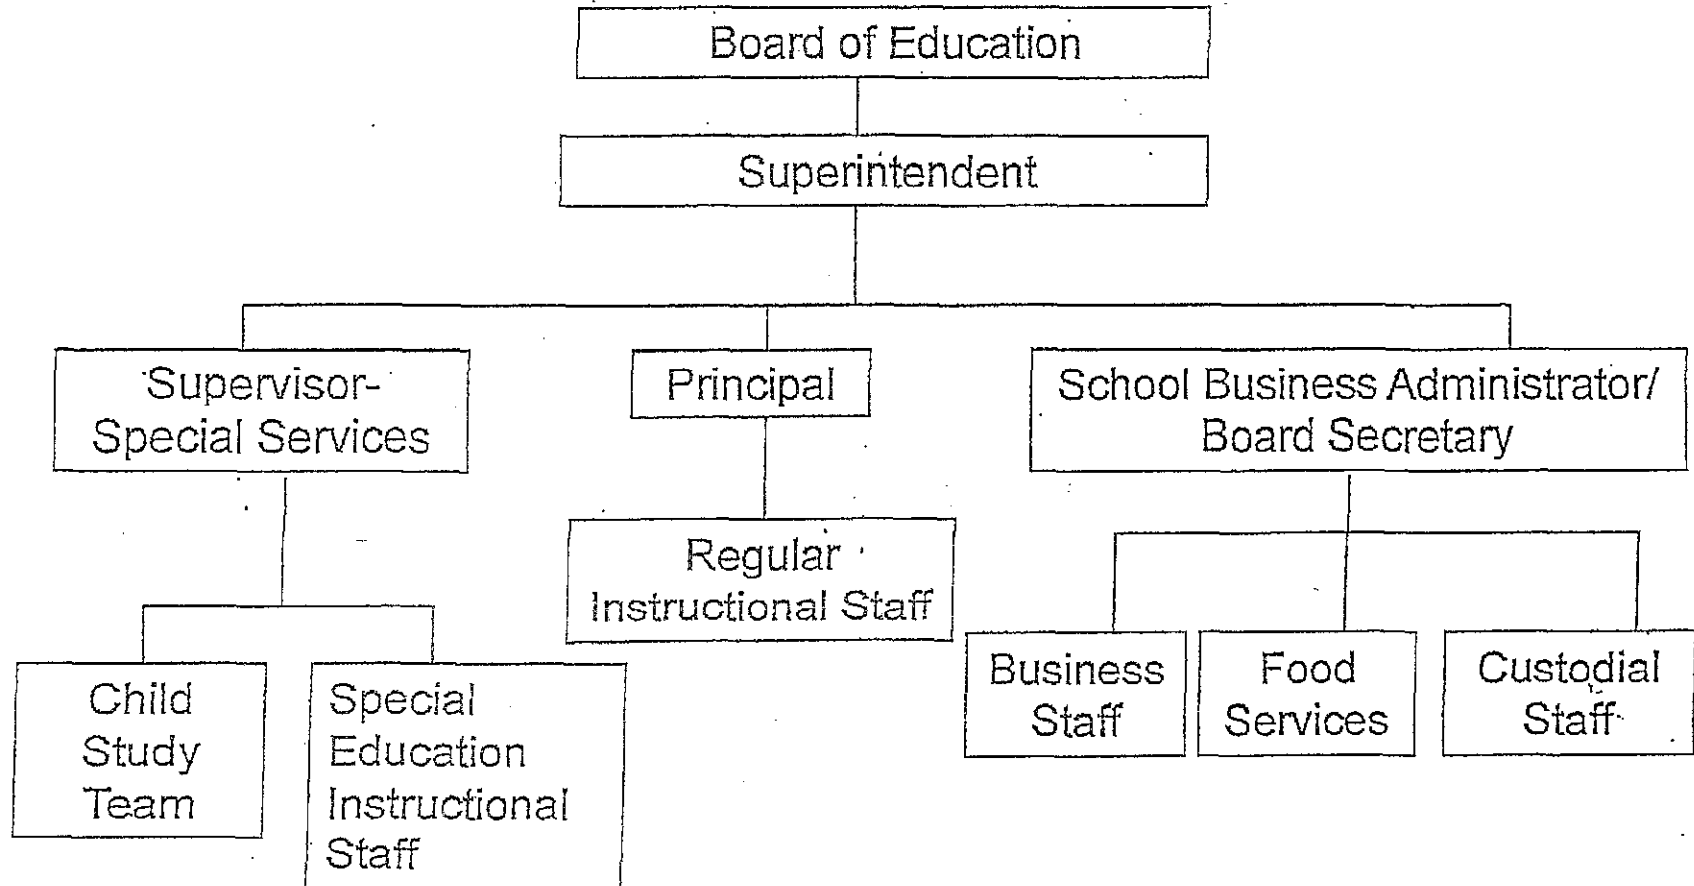 Board of Education
Superintendent
Supervisor-
Special Services
Principal
School Business Administrator/
Board Secretary
Regular
Instructional Staff
Child
Study
Team
Special
Education
Instructional
Staff
Business
Staff
Food
Services
Custodial
Staff